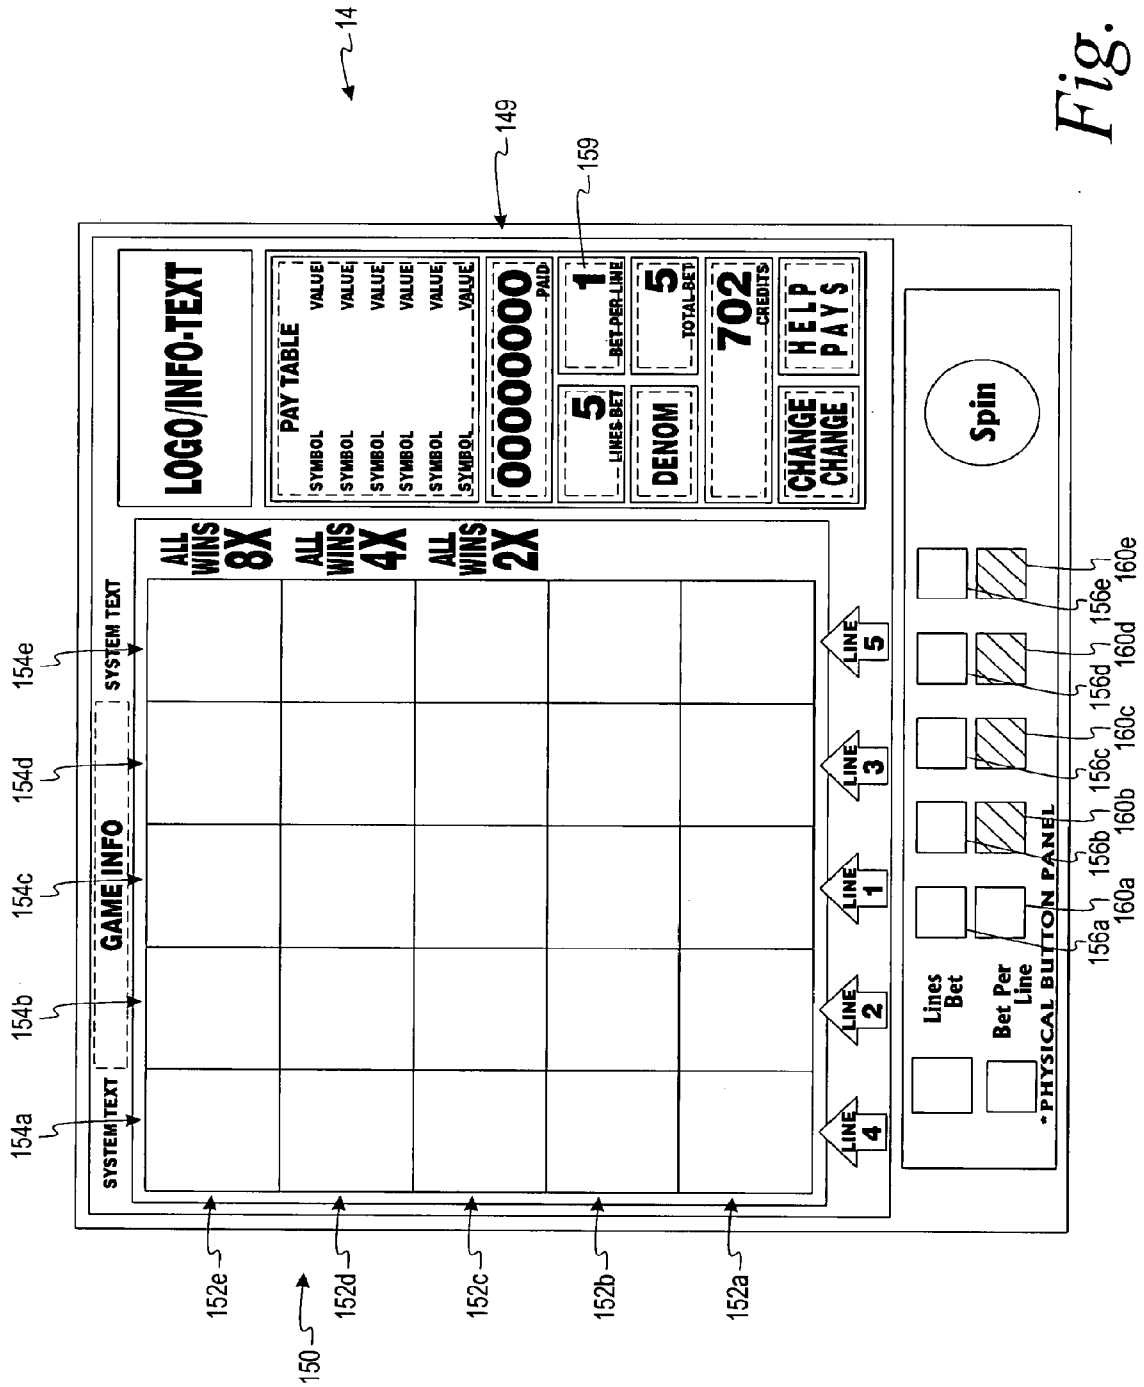 14
149
159
154a
154b
154c
154d
154e
SYSTEM TEXT
GAME INFO
SYSTEM TEXT
LOGO/INFO-TEXT
152e
152d
152c
152b
152a
150
ALL
WINS
8X
ALL
WINS
4X
ALL
WINS
2X
PAY TABLE
SYMBOL VALUE
SYMBOL VALUE
SYMBOL VALUE
SYMBOL VALUE
SYMBOL VALUE
SYMBOL VALUE
00000000
PAID
5
LINES BET
1
BET PER LINE
DENOM
5
TOTAL BET
702
CREDITS
CHANGE
CHANGE
HELP
PAYS
LINE
4
LINE
2
LINE
1
LINE
3
LINE
5
Lines
Bet
Bet Per
Line
Spin
*PHYSICAL BUTTON PANEL
156a
156b
156c
156d
156e
160a
160b
160c
160d
160e
Fig.